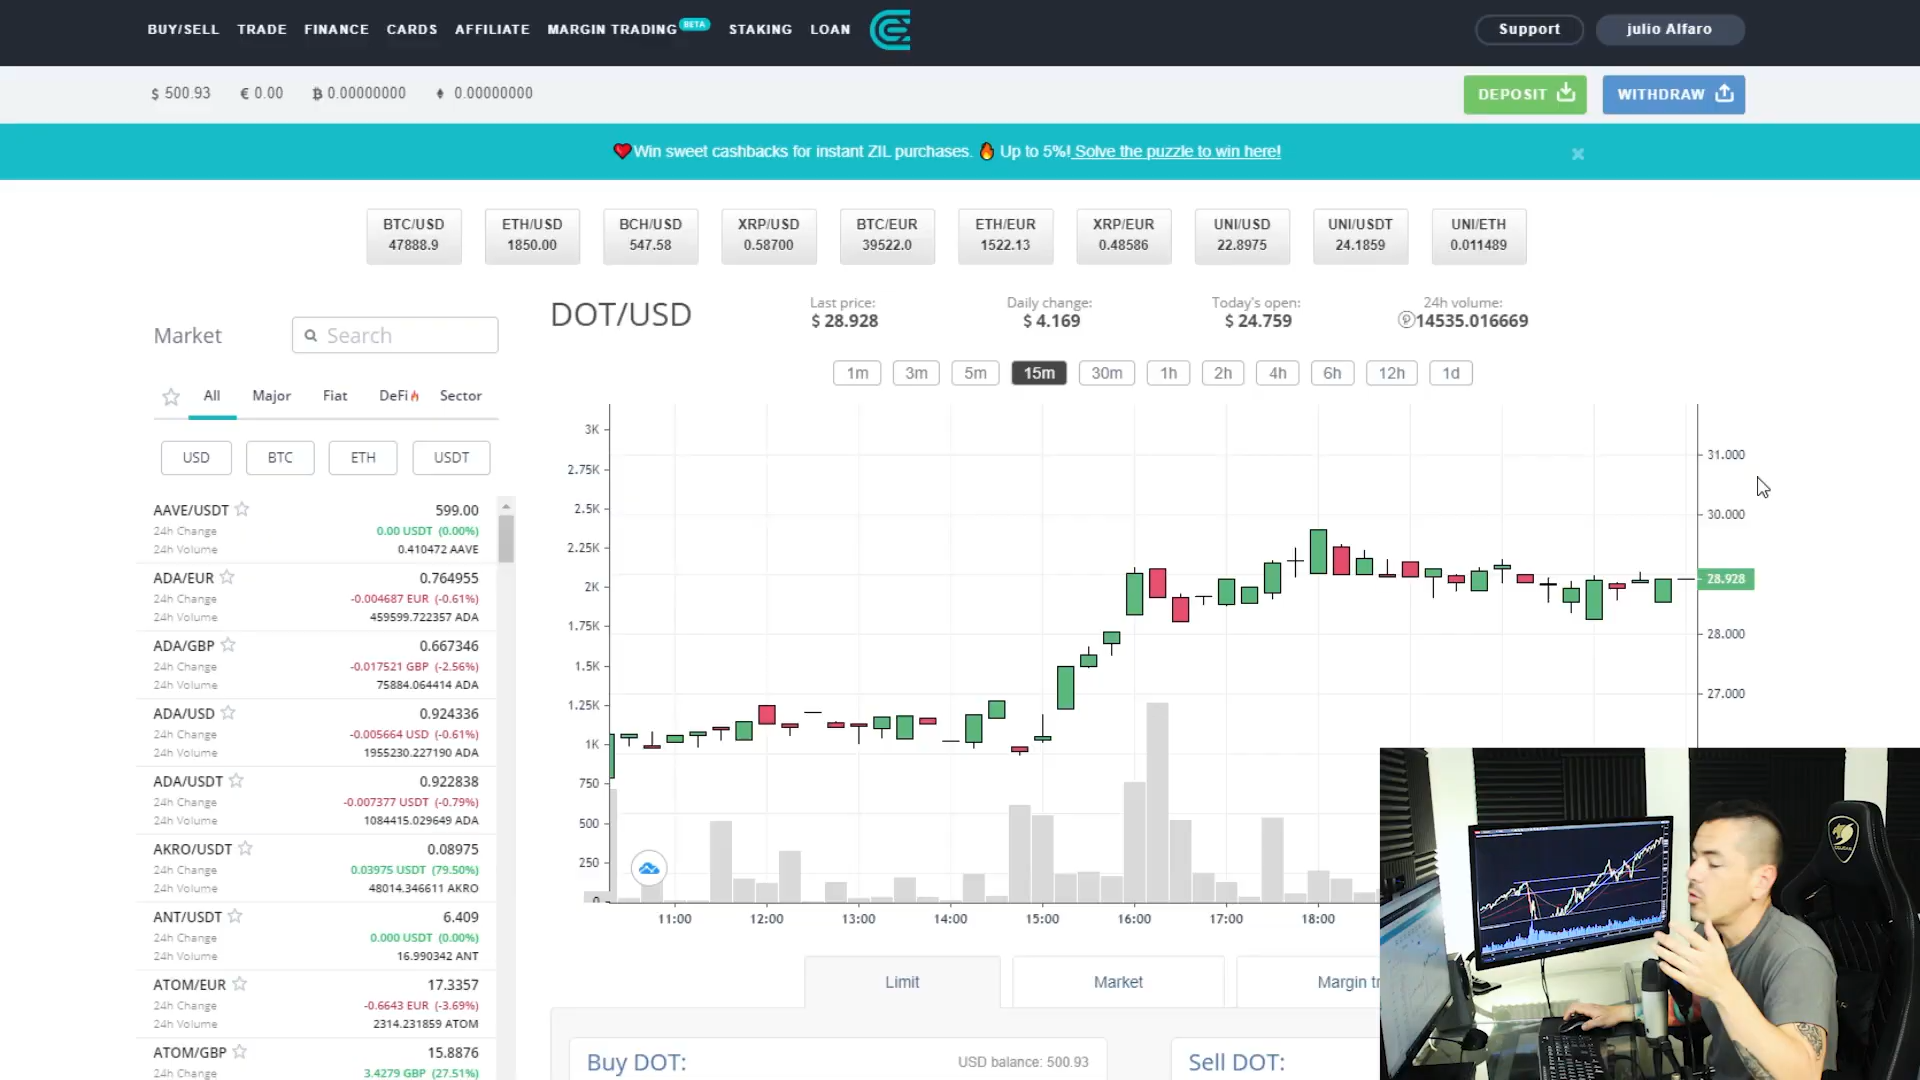 BUY/SELL TRADE FINANCE CARDS AFFILIATE MARGIN TRADING BETA STAKING LOAN Support julio Alfaro
$ 500.93 € 0.00 ₿ 0.00000000 ♦ 0.00000000 DEPOSIT WITHDRAW
Win sweet cashbacks for instant ZIL purchases. 🔥 Up to 5%! Solve the puzzle to win here! ×
BTC/USD ETH/USD BCH/USD XRP/USD BTC/EUR ETH/EUR XRP/EUR UNI/USD UNI/USDT UNI/ETH
47888.9 1850.00 547.58 0.58700 39522.0 1522.13 0.48586 22.8975 24.1859 0.011489
Market Search
All Major Fiat DeFi Sector
USD BTC ETH USDT
AAVE/USDT 599.00
24h Change 0.00 USDT (0.00%)
24h Volume 0.410472 AAVE
ADA/EUR 0.764955
24h Change -0.004687 EUR (-0.61%)
24h Volume 459599.722357 ADA
ADA/GBP 0.667346
24h Change -0.017521 GBP (-2.56%)
24h Volume 75884.064414 ADA
ADA/USD 0.924336
24h Change -0.005664 USD (-0.61%)
24h Volume 1955230.227190 ADA
ADA/USDT 0.922838
24h Change -0.007377 USDT (-0.79%)
24h Volume 1084415.029649 ADA
AKRO/USDT 0.08975
24h Change 0.03975 USDT (79.50%)
24h Volume 48014.346611 AKRO
ANT/USDT 6.409
24h Change 0.000 USDT (0.00%)
24h Volume 16.990342 ANT
ATOM/EUR 17.3357
24h Change -0.6643 EUR (-3.69%)
24h Volume 2314.231859 ATOM
ATOM/GBP 15.8876
24h Change 3.4279 GBP (27.51%)
DOT/USD
Last price: Daily change: Today's open: 24h volume:
$ 28.928 $ 4.169 $ 24.759 14535.016669
1m 3m 5m 15m 30m 1h 2h 4h 6h 12h 1d
3K
2.75K
2.5K
2.25K
2K
1.75K
1.5K
1.25K
1K
750
500
250
0
31.000
30.000
28.928
28.000
27.000
11:00 12:00 13:00 14:00 15:00 16:00 17:00 18:00
Limit Market Margin tr
Buy DOT: USD balance: 500.93 Sell DOT: